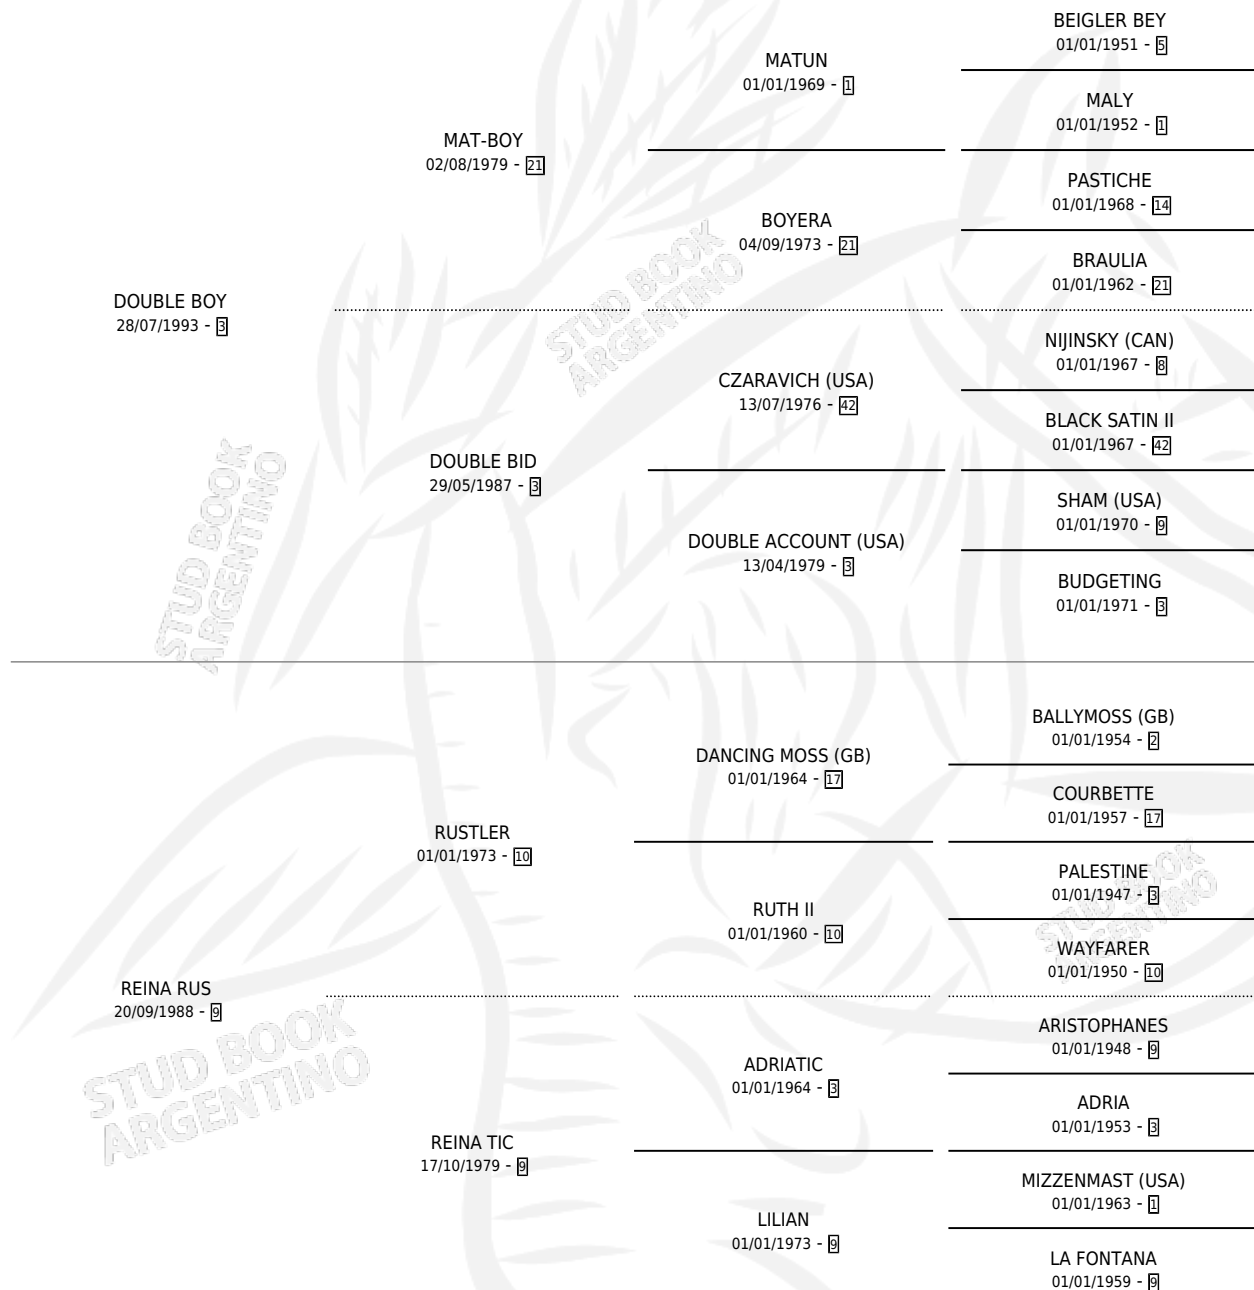 BEIGLER BEY
01/01/1951 - 5
MATUN
01/01/1969 - 1
MALY
01/01/1952 - 1
MAT-BOY
02/08/1979 - 21
PASTICHE
01/01/1968 - 14
BOYERA
04/09/1973 - 21
BRAULIA
01/01/1962 - 21
DOUBLE BOY
28/07/1993 - 3
NIJINSKY (CAN)
01/01/1967 - 8
CZARAVICH (USA)
13/07/1976 - 42
BLACK SATIN II
01/01/1967 - 42
DOUBLE BID
29/05/1987 - 3
SHAM (USA)
01/01/1970 - 9
DOUBLE ACCOUNT (USA)
13/04/1979 - 3
BUDGETING
01/01/1971 - 3
BALLYMOSS (GB)
01/01/1954 - 2
DANCING MOSS (GB)
01/01/1964 - 17
COURBETTE
01/01/1957 - 17
RUSTLER
01/01/1973 - 10
PALESTINE
01/01/1947 - 3
RUTH II
01/01/1960 - 10
WAYFARER
01/01/1950 - 10
REINA RUS
20/09/1988 - 9
ARISTOPHANES
01/01/1948 - 9
ADRIATIC
01/01/1964 - 3
ADRIA
01/01/1953 - 3
REINA TIC
17/10/1979 - 9
MIZZENMAST (USA)
01/01/1963 - 1
LILIAN
01/01/1973 - 9
LA FONTANA
01/01/1959 - 9
STUD BOOK
ARGENTINO
STUD BOOK
ARGENTINO
STUD BOOK
ARGENTINO
STUD BOOK
ARGENTINO